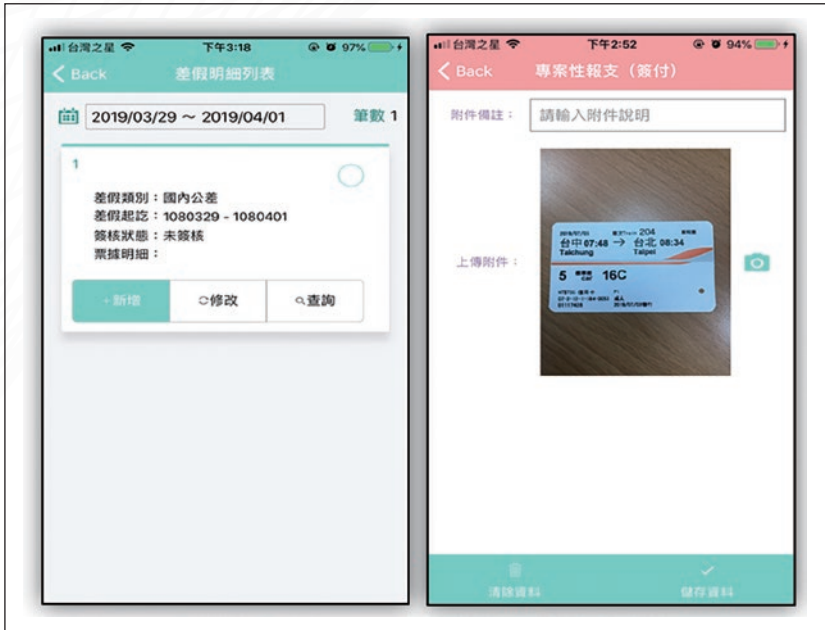 台灣之星 下午3:18 97%
Back 差假明細列表
2019/03/29 ~ 2019/04/01 筆數 1
1
差假類別：國內公差
差假起訖：1080329 - 1080401
簽核狀態：未簽核
票據明細：
+新增 修改 查詢
台灣之星 下午2:52 94%
Back 專案性報支（簽付）
附件備註： 請輸入附件說明
上傳附件：
204
台中 07:48 → 台北 08:34
Taichung Taipei
5 car 16C
成人
清除資料 儲存資料